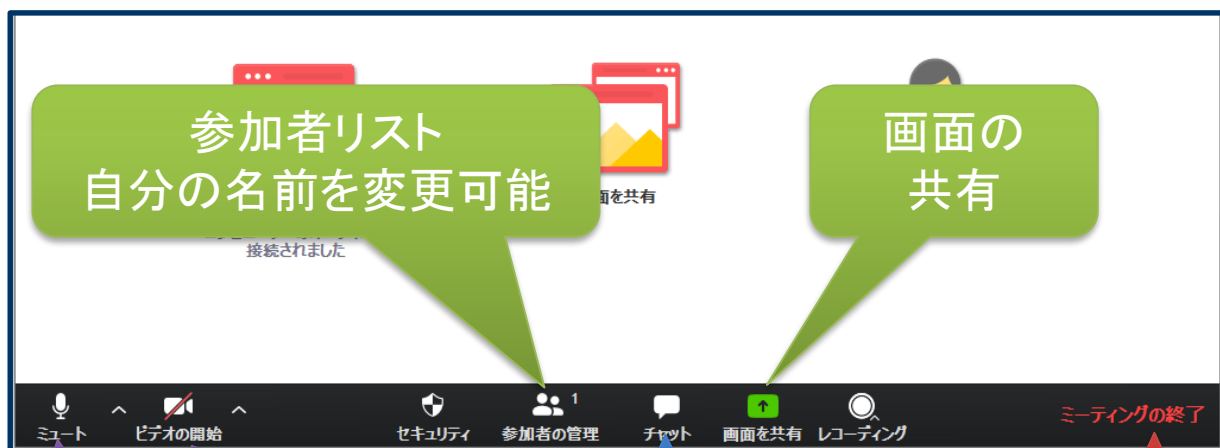 参加者リスト
自分の名前を変更可能
画面の
共有
面を共有
接続されました
ミュート
ビデオの開始
セキュリティ
参加者の管理
1
チャット
画面を共有
レコーディング
ミーティングの終了